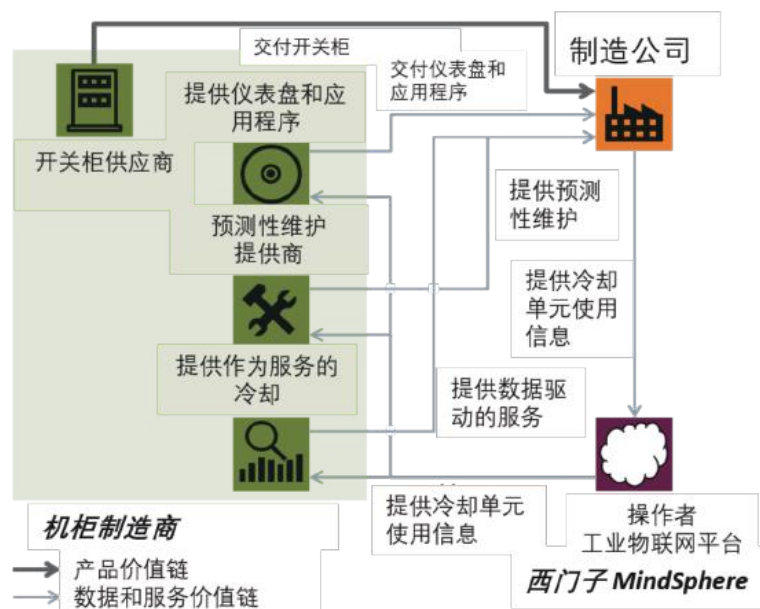 交付开关柜
制造公司
提供仪表盘和应
用程序
交付仪表盘和
应用程序
开关柜供应商
提供预测
性维护
预测性维护
提供商
提供冷却
单元使用
信息
提供作为服务的
冷却
提供数据驱
动的服务
提供冷却单元
使用信息
操作者
工业物联网平台
机柜制造商
西门子 MindSphere
产品价值链
数据和服务价值链